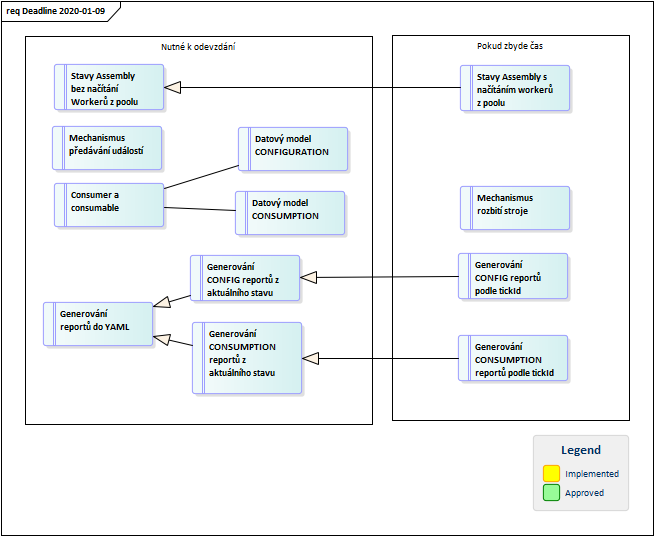 req Deadline 2020-01-09
Nutné k odevzdání
Stavy Assembly
bez načítání
Workerů z poolu
Mechanismus
předávání událostí
Consumer a
consumable
Datový model
CONFIGURATION
Datový model
CONSUMPTION
Generování
CONFIG reportů z
aktuálního stavu
Generování
reportů do YAML
Generování
CONSUMPTION
reportů z
aktuálního stavu
Pokud zbyde čas
Stavy Assembly s
načítáním workerů
z poolu
Mechanismus
rozbití stroje
Generování
CONFIG reportů
podle tickId
Generování
CONSUMPTION
reportů podle tickId
Legend
Implemented
Approved